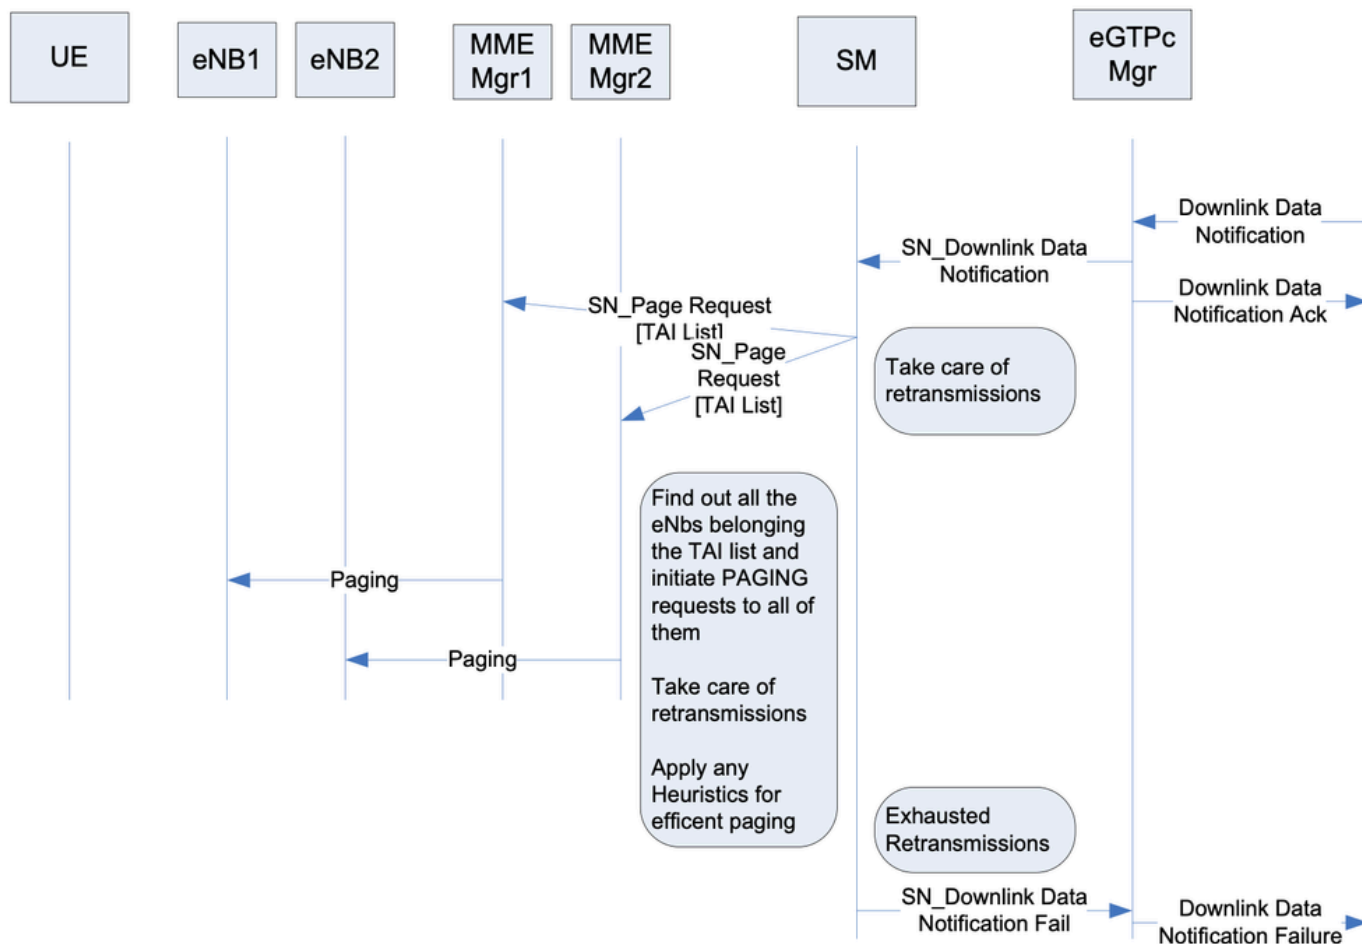 UE
eNB1
eNB2
MME
Mgr1
MME
Mgr2
SM
eGTPc
Mgr
Downlink Data
Notification
SN_Downlink Data
Notification
Downlink Data
Notification Ack
SN_Page Request
[TAI List]
SN_Page
Request
[TAI List]
Take care of
retransmissions
Find out all the
eNbs belonging
the TAI list and
initiate PAGING
requests to all of
them
Take care of
retransmissions
Apply any
Heuristics for
efficent paging
Paging
Paging
Exhausted
Retransmissions
SN_Downlink Data
Notification Fail
Downlink Data
Notification Failure